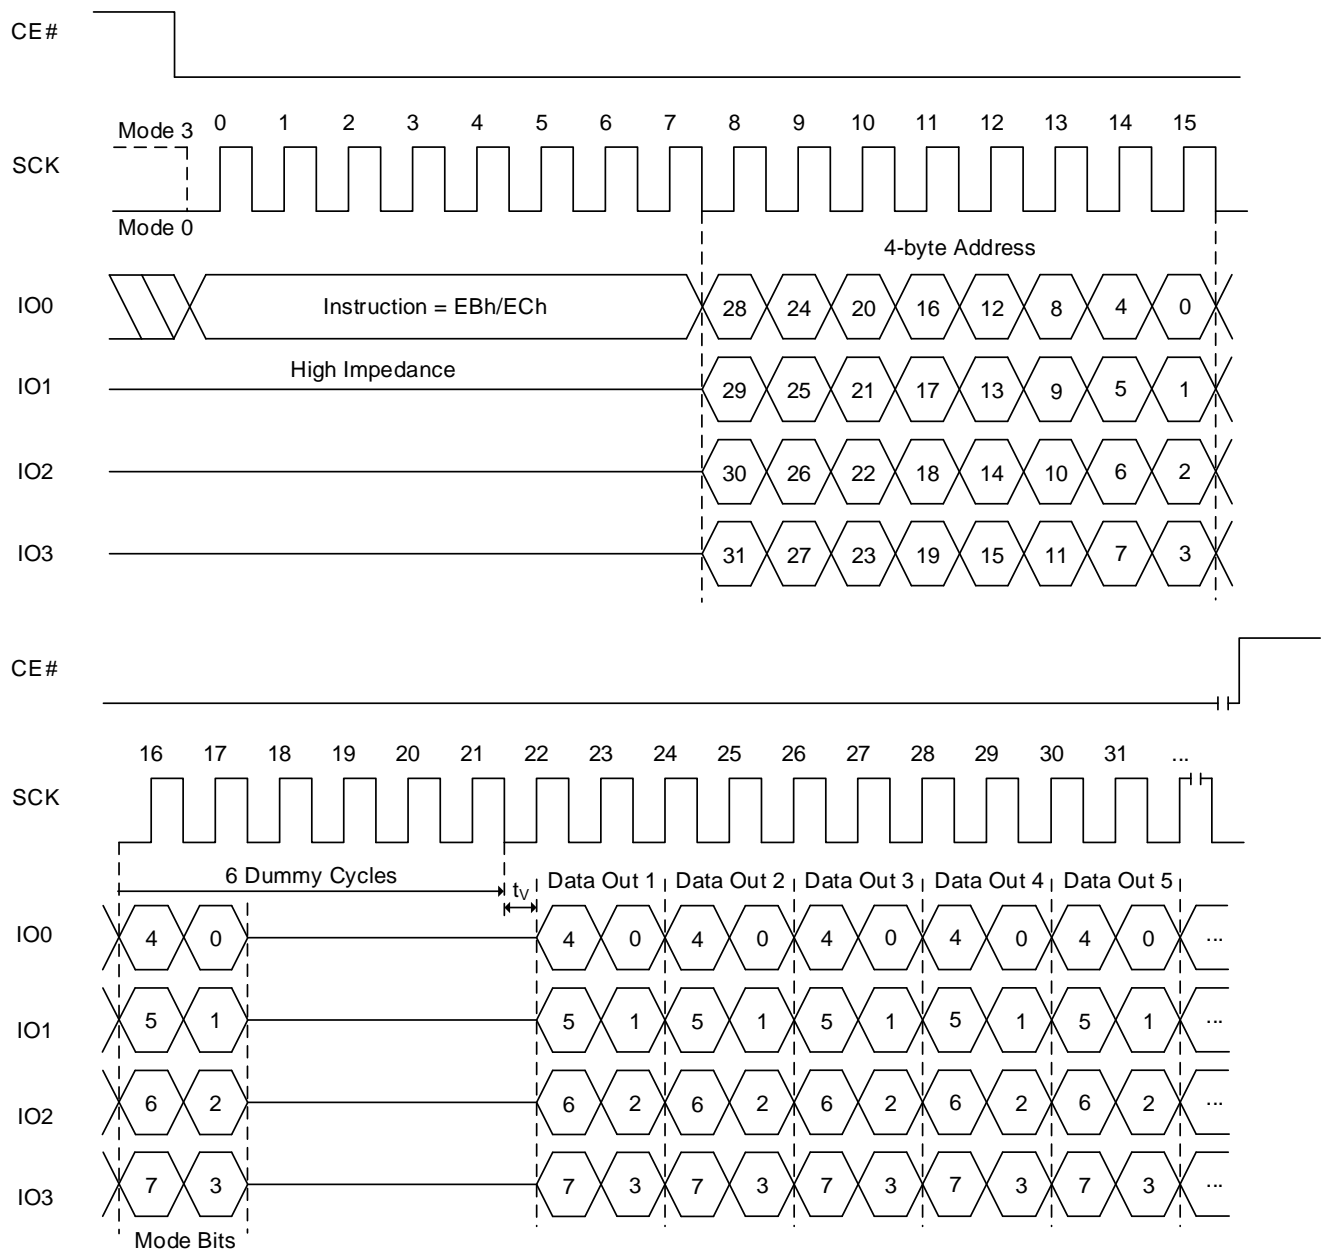 CE#
Mode 3 0 1 2 3 4 5 6 7 8 9 10 11 12 13 14 15
SCK
Mode 0
4-byte Address
IO0 Instruction = EBh/ECh 28 24 20 16 12 8 4 0
High Impedance
IO1 29 25 21 17 13 9 5 1
IO2 30 26 22 18 14 10 6 2
IO3 31 27 23 19 15 11 7 3
CE#
16 17 18 19 20 21 22 23 24 25 26 27 28 29 30 31 ...
SCK
6 Dummy Cycles tV Data Out 1 Data Out 2 Data Out 3 Data Out 4 Data Out 5
IO0 4 0 4 0 4 0 4 0 4 0 4 0 ...
IO1 5 1 5 1 5 1 5 1 5 1 5 1 ...
IO2 6 2 6 2 6 2 6 2 6 2 6 2 ...
IO3 7 3 7 3 7 3 7 3 7 3 7 3 ...
Mode Bits